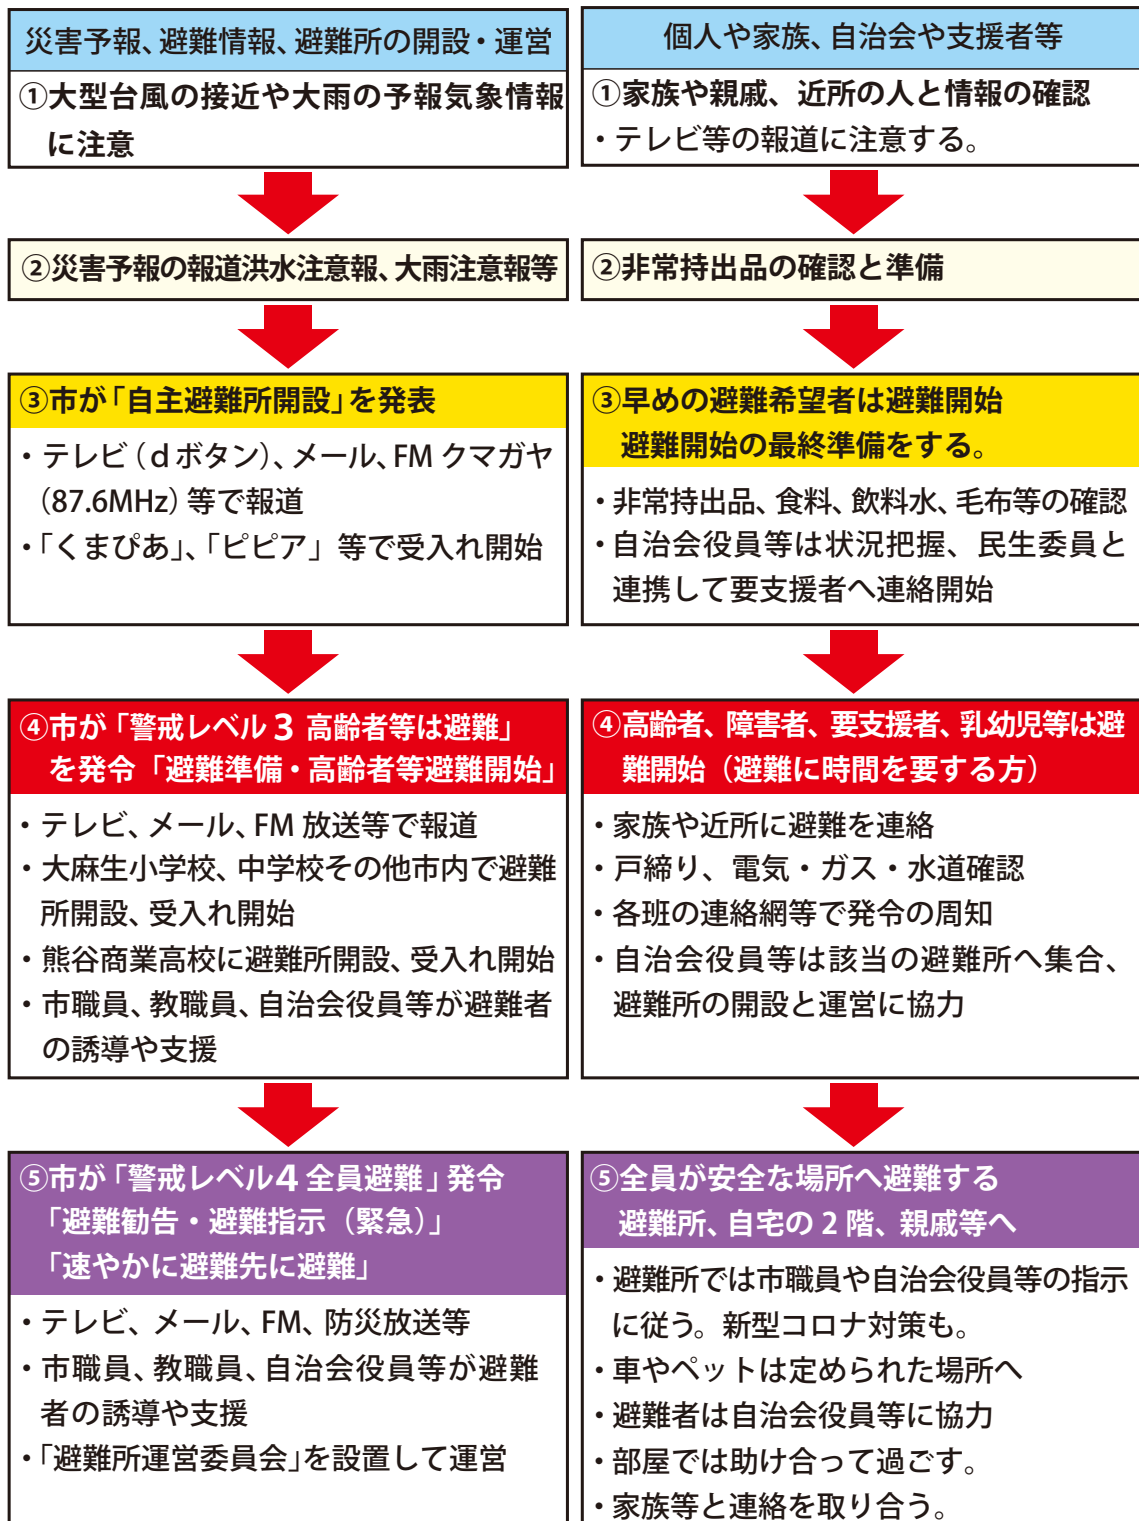 災害予報、避難情報、避難所の開設・運営
①大型台風の接近や大雨の予報気象情報
に注意
②災害予報の報道洪水注意報、大雨注意報等
③市が「自主避難所開設」を発表
・テレビ（dボタン）、メール、FM クマガヤ
（87.6MHz）等で報道
・「くまぴあ」、「ピピア」等で受入れ開始
④市が「警戒レベル3 高齢者等は避難」
を発令「避難準備・高齢者等避難開始」
・テレビ、メール、FM 放送等で報道
・大麻生小学校、中学校その他市内で避難
所開設、受入れ開始
・熊谷商業高校に避難所開設、受入れ開始
・市職員、教職員、自治会役員等が避難者
の誘導や支援
⑤市が「警戒レベル4 全員避難」発令
「避難勧告・避難指示（緊急）」
「速やかに避難先に避難」
・テレビ、メール、FM、防災放送等
・市職員、教職員、自治会役員等が避難
者の誘導や支援
・「避難所運営委員会」を設置して運営
個人や家族、自治会や支援者等
①家族や親戚、近所の人と情報の確認
・テレビ等の報道に注意する。
②非常持出品の確認と準備
③早めの避難希望者は避難開始
避難開始の最終準備をする。
・非常持出品、食料、飲料水、毛布等の確認
・自治会役員等は状況把握、民生委員と
連携して要支援者へ連絡開始
④高齢者、障害者、要支援者、乳幼児等は避
難開始（避難に時間を要する方）
・家族や近所に避難を連絡
・戸締り、電気・ガス・水道確認
・各班の連絡網等で発令の周知
・自治会役員等は該当の避難所へ集合、
避難所の開設と運営に協力
⑤全員が安全な場所へ避難する
避難所、自宅の2階、親戚等へ
・避難所では市職員や自治会役員等の指示
に従う。新型コロナ対策も。
・車やペットは定められた場所へ
・避難者は自治会役員等に協力
・部屋では助け合って過ごす。
・家族等と連絡を取り合う。